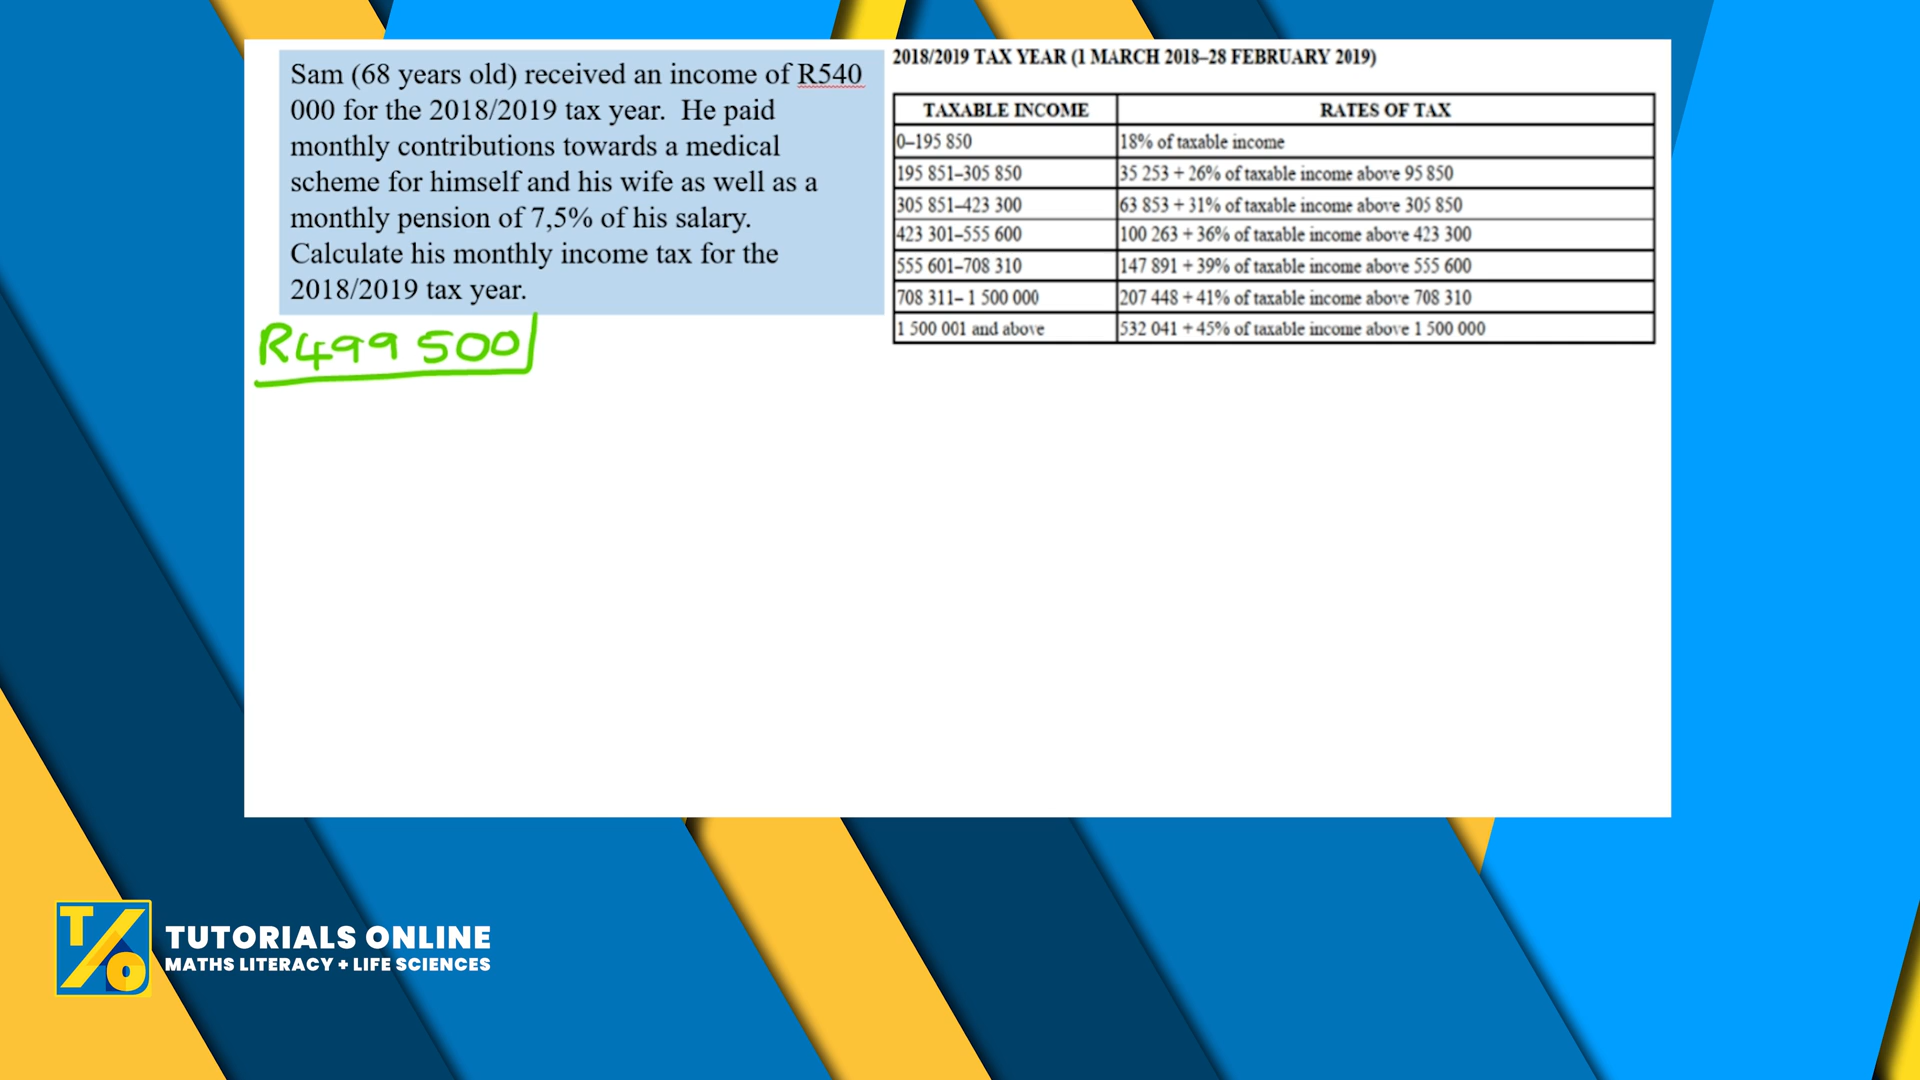 Sam (68 years old) received an income of R540
000 for the 2018/2019 tax year. He paid
monthly contributions towards a medical
scheme for himself and his wife as well as a
monthly pension of 7,5% of his salary.
Calculate his monthly income tax for the
2018/2019 tax year.
R499 500
2018/2019 TAX YEAR (1 MARCH 2018–28 FEBRUARY 2019)
TAXABLE INCOME RATES OF TAX
0–195 850 18% of taxable income
195 851–305 850 35 253 + 26% of taxable income above 95 850
305 851–423 300 63 853 + 31% of taxable income above 305 850
423 301–555 600 100 263 + 36% of taxable income above 423 300
555 601–708 310 147 891 + 39% of taxable income above 555 600
708 311– 1 500 000 207 448 + 41% of taxable income above 708 310
1 500 001 and above 532 041 + 45% of taxable income above 1 500 000
T/O
TUTORIALS ONLINE
MATHS LITERACY + LIFE SCIENCES